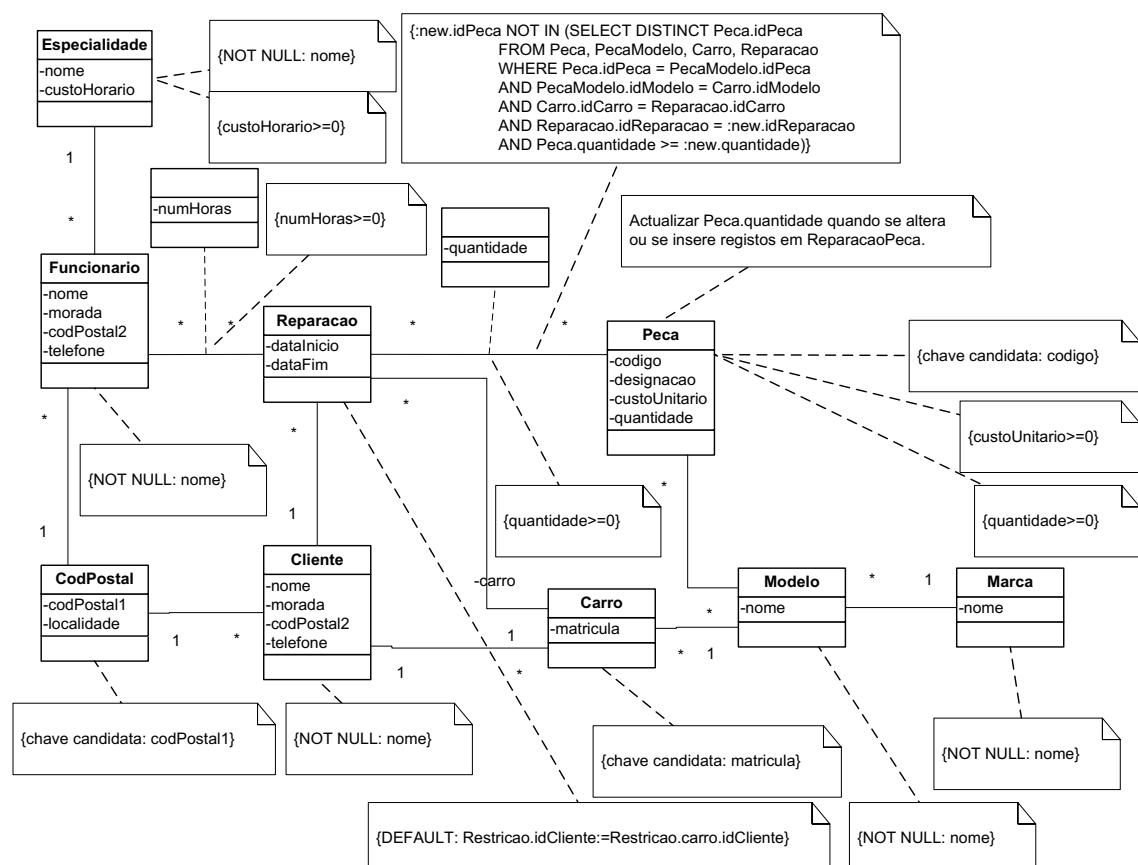 Especialidade
-nome
-custoHorario
{NOT NULL: nome}
{custoHorario>=0}
{:new.idPeca NOT IN (SELECT DISTINCT Peca.idPeca
FROM Peca, PecaModelo, Carro, Reparacao
WHERE Peca.idPeca = PecaModelo.idPeca
AND PecaModelo.idModelo = Carro.idModelo
AND Carro.idCarro = Reparacao.idCarro
AND Reparacao.idReparacao = :new.idReparacao
AND Peca.quantidade >= :new.quantidade)}
1
*
-numHoras
{numHoras>=0}
-quantidade
Actualizar Peca.quantidade quando se altera
ou se insere registos em ReparacaoPeca.
Funcionario
-nome
-morada
-codPostal2
-telefone
*
*
Reparacao
-dataInicio
-dataFim
*
*
Peca
-codigo
-designacao
-custoUnitario
-quantidade
{chave candidata: codigo}
{custoUnitario>=0}
{quantidade>=0}
*
*
*
{NOT NULL: nome}
{quantidade>=0}
*
1
1
CodPostal
-codPostal1
-localidade
1
*
Cliente
-nome
-morada
-codPostal2
-telefone
1
*
-carro
1
Carro
-matricula
*
1
*
Modelo
-nome
*
1
Marca
-nome
{chave candidata: codPostal1}
{NOT NULL: nome}
{chave candidata: matricula}
{NOT NULL: nome}
{DEFAULT: Restricao.idCliente:=Restricao.carro.idCliente}
{NOT NULL: nome}